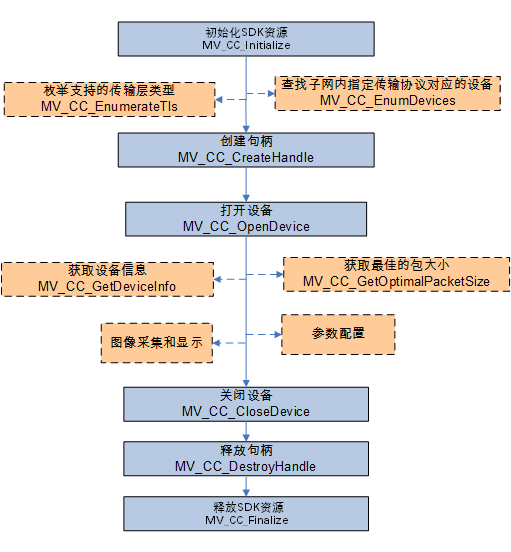 初始化SDK资源
MV_CC_Initialize
枚举支持的传输层类型
MV_CC_EnumerateTls
查找子网内指定传输协议对应的设备
MV_CC_EnumDevices
创建句柄
MV_CC_CreateHandle
打开设备
MV_CC_OpenDevice
获取设备信息
MV_CC_GetDeviceInfo
获取最佳的包大小
MV_CC_GetOptimalPacketSize
图像采集和显示
参数配置
关闭设备
MV_CC_CloseDevice
释放句柄
MV_CC_DestroyHandle
释放SDK资源
MV_CC_Finalize